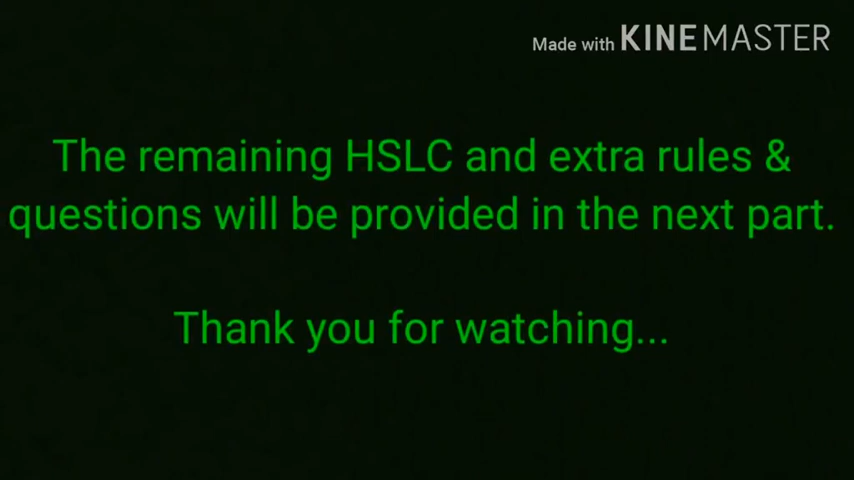 Made with KINEMASTER
The remaining HSLC and extra rules &
questions will be provided in the next part.
Thank you for watching...